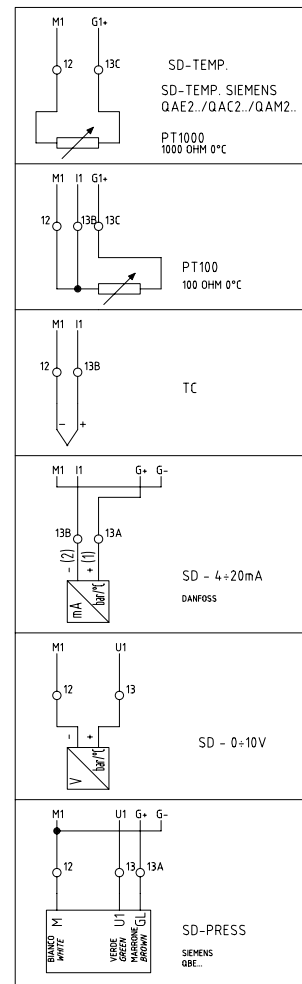 M1 G1+
12 13C
SD-TEMP.
SD-TEMP. SIEMENS
QAE2../QAC2../QAM2..
PT1000
1000 OHM 0°C
M1 I1 G1+
12 13B 13C
PT100
100 OHM 0°C
M1 I1
12 13B
TC
- +
M1 I1 G+ G-
13B 13A
- (2) + (1)
mA bar/°C
SD - 4÷20mA
DANFOSS
M1 U1
12 13
- +
V bar/°C
SD - 0÷10V
M1 U1 G+ G-
12 13 13A
M U1 GL
BIANCO VERDE MARRONE
WHITE GREEN BROWN
SD-PRESS
SIEMENS
QBE...